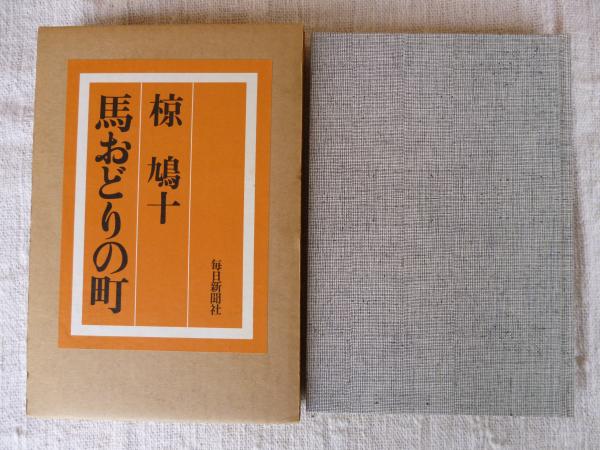 毎日新聞社
椋 鳩十
馬おどりの町